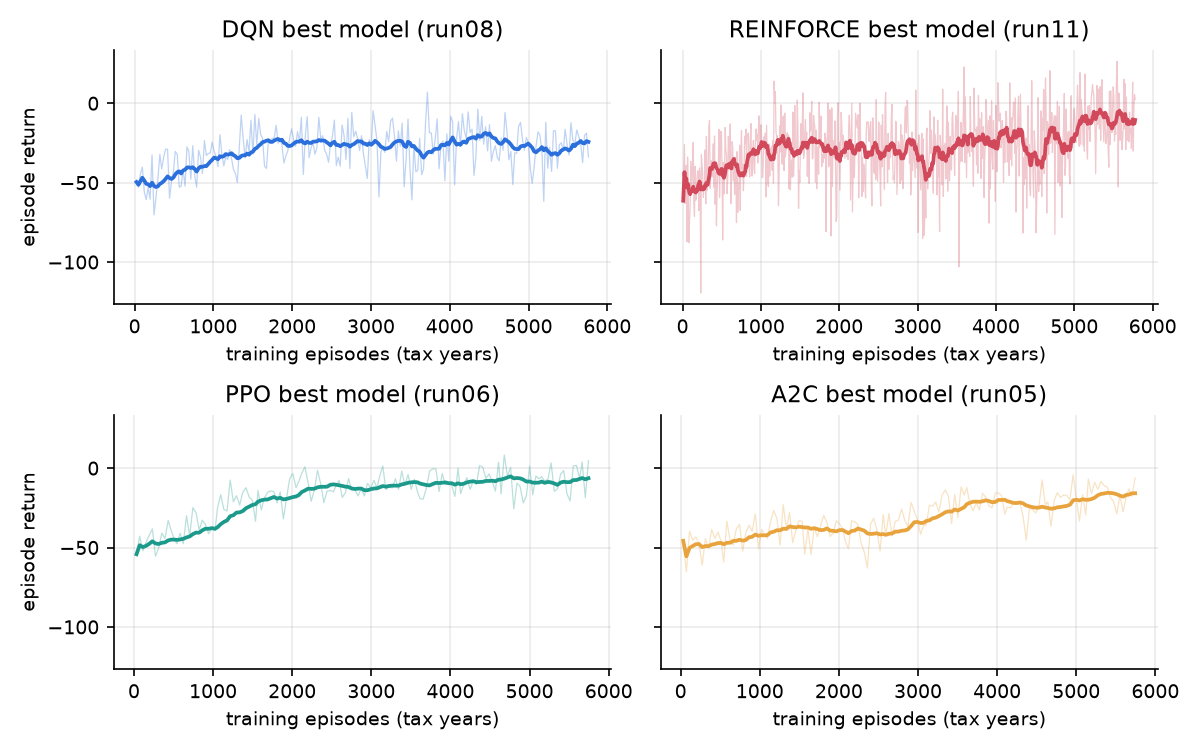 DQN best model (run08)
episode return
0
−50
−100
0 1000 2000 3000 4000 5000 6000
training episodes (tax years)
REINFORCE best model (run11)
0 1000 2000 3000 4000 5000 6000
training episodes (tax years)
PPO best model (run06)
episode return
0
−50
−100
0 1000 2000 3000 4000 5000 6000
training episodes (tax years)
A2C best model (run05)
0 1000 2000 3000 4000 5000 6000
training episodes (tax years)